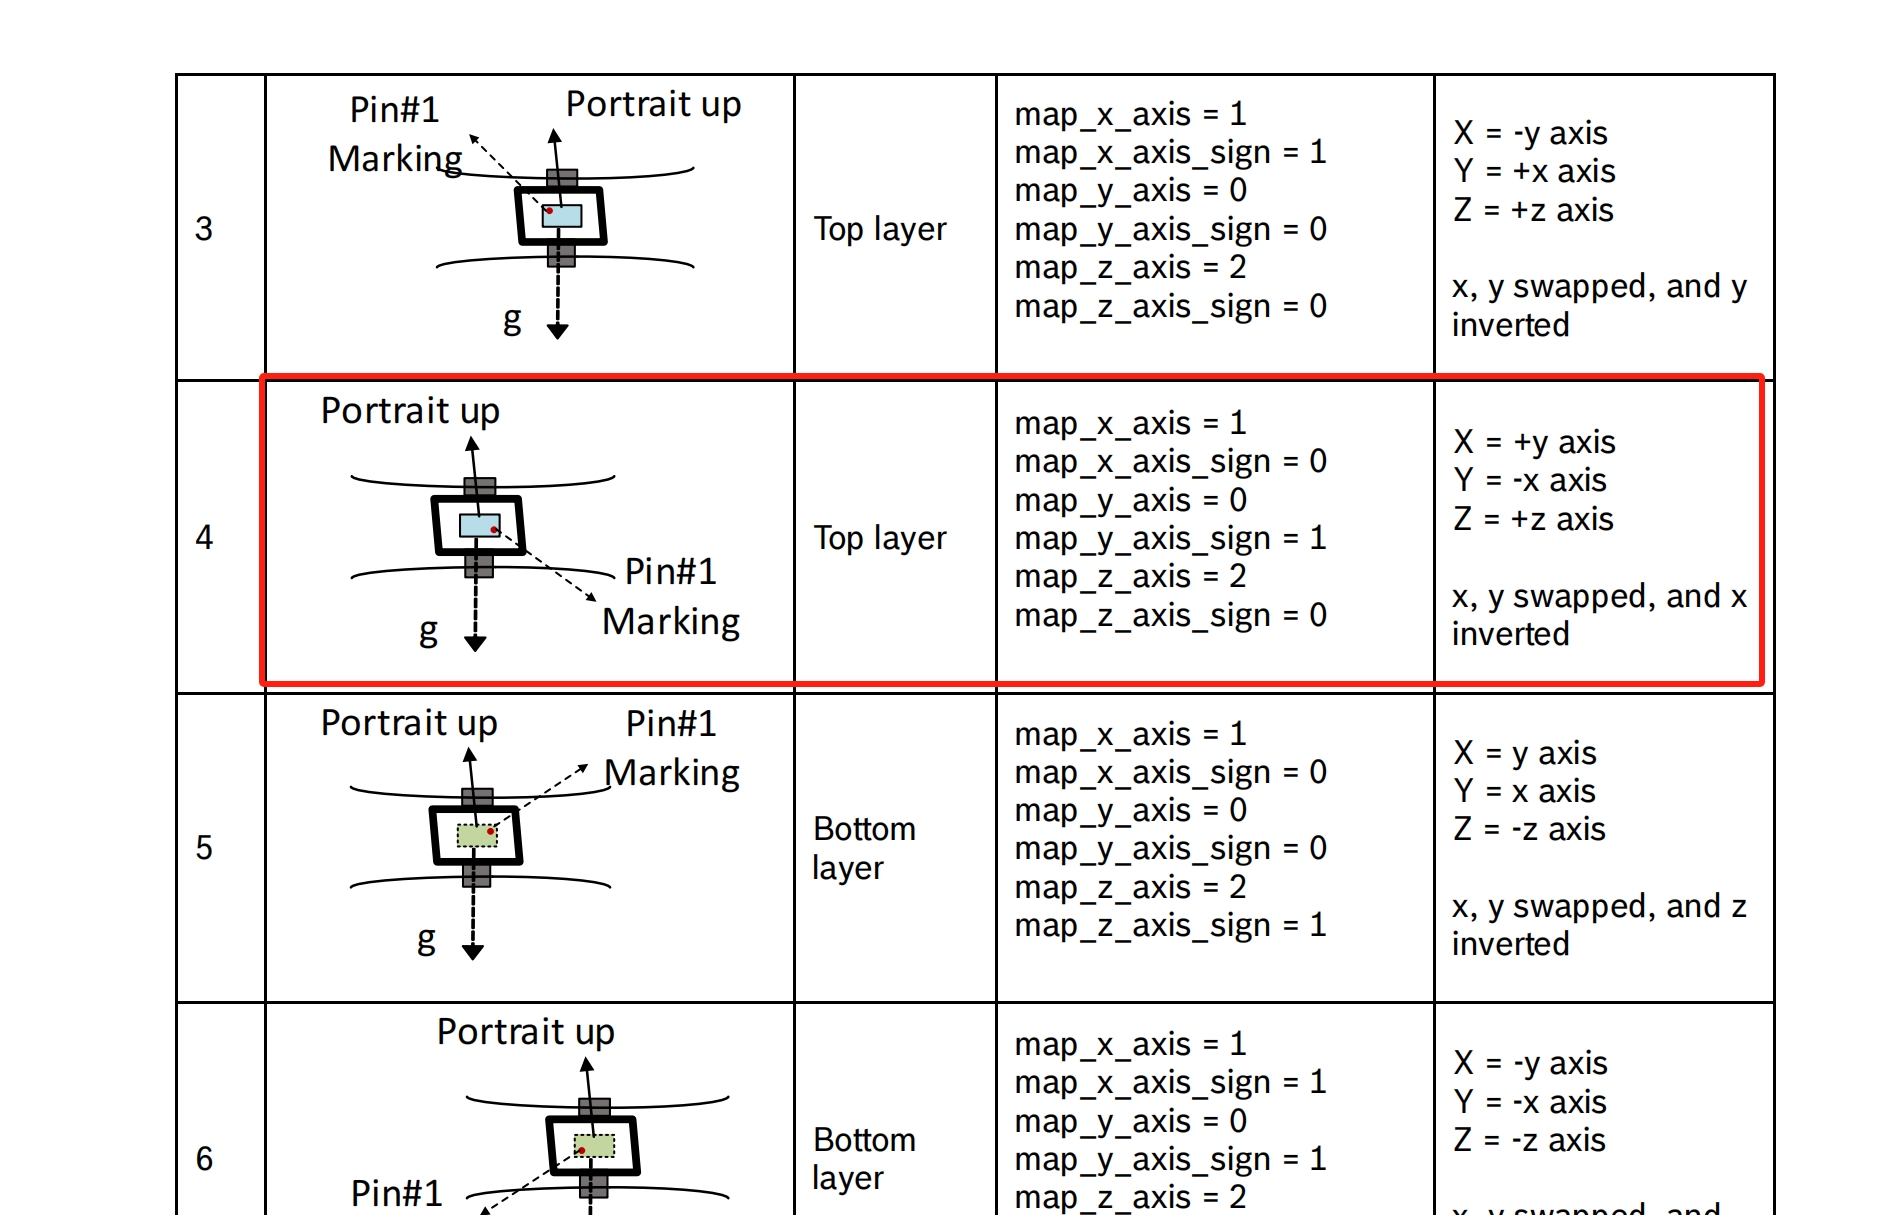 3
Pin#1
Marking
Portrait up
g
Top layer
map_x_axis = 1
map_x_axis_sign = 1
map_y_axis = 0
map_y_axis_sign = 0
map_z_axis = 2
map_z_axis_sign = 0
X = -y axis
Y = +x axis
Z = +z axis
x, y swapped, and y
inverted
4
Portrait up
Pin#1
Marking
g
Top layer
map_x_axis = 1
map_x_axis_sign = 0
map_y_axis = 0
map_y_axis_sign = 1
map_z_axis = 2
map_z_axis_sign = 0
X = +y axis
Y = -x axis
Z = +z axis
x, y swapped, and x
inverted
5
Portrait up
Pin#1
Marking
g
Bottom
layer
map_x_axis = 1
map_x_axis_sign = 0
map_y_axis = 0
map_y_axis_sign = 0
map_z_axis = 2
map_z_axis_sign = 1
X = y axis
Y = x axis
Z = -z axis
x, y swapped, and z
inverted
6
Portrait up
Pin#1
Bottom
layer
map_x_axis = 1
map_x_axis_sign = 1
map_y_axis = 0
map_y_axis_sign = 1
map_z_axis = 2
X = -y axis
Y = -x axis
Z = -z axis
x, y swapped, and